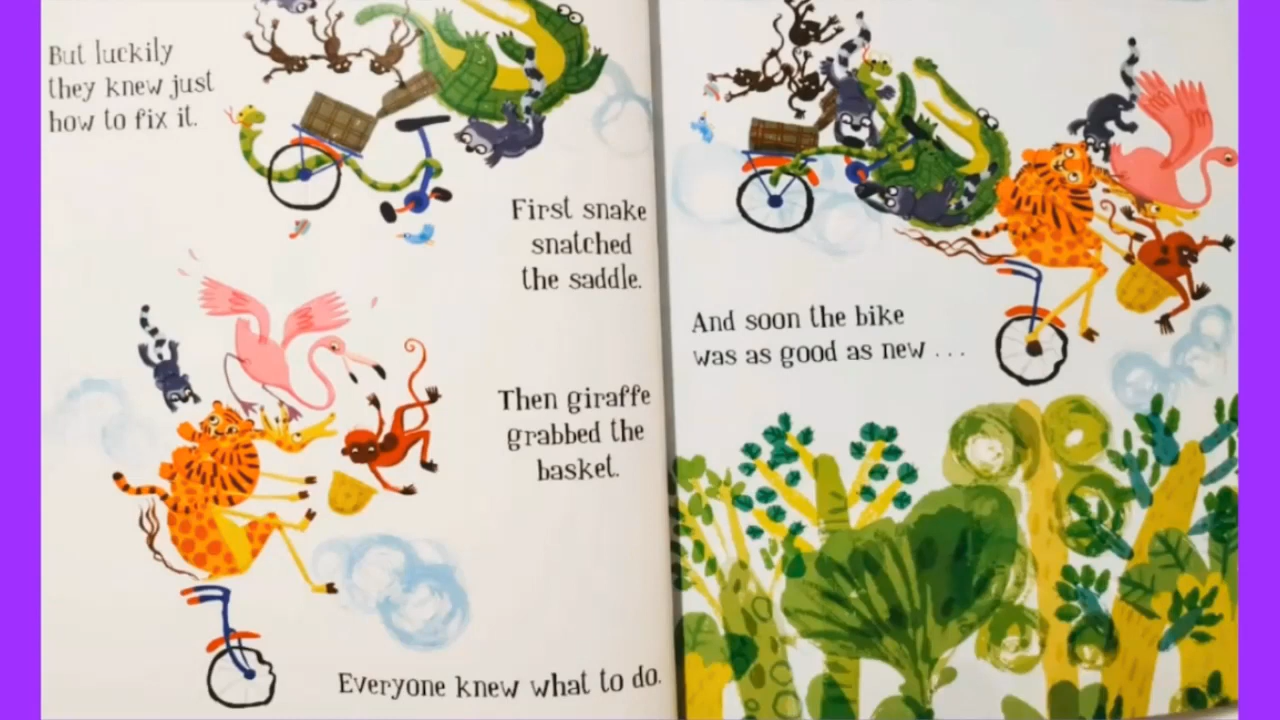 But luckily
they knew just
how to fix it.
First snake
snatched
the saddle.
Then giraffe
grabbed the
basket.
Everyone knew what to do.
And soon the bike
was as good as new ...